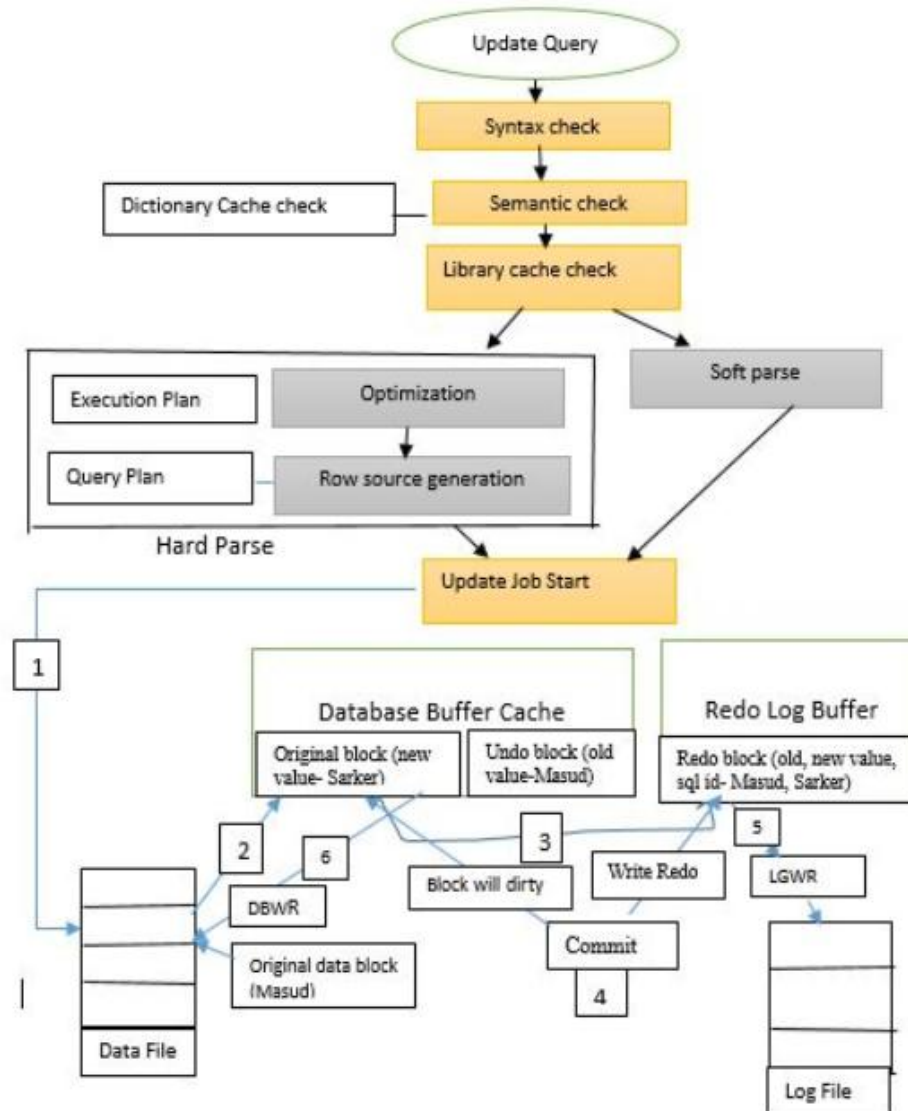 Update Query
Syntax check
Dictionary Cache check
Semantic check
Library cache check
Execution Plan
Optimization
Soft parse
Query Plan
Row source generation
Hard Parse
Update Job Start
1
Database Buffer Cache
Redo Log Buffer
Original block (new
value- Sarker)
Undo block (old
value-Masud)
Redo block (old, new value,
sql id- Masud, Sarker)
2
6
3
5
DBWR
Block will dirty
Write Redo
LGWR
Original data block
(Masud)
Commit
4
Data File
Log File